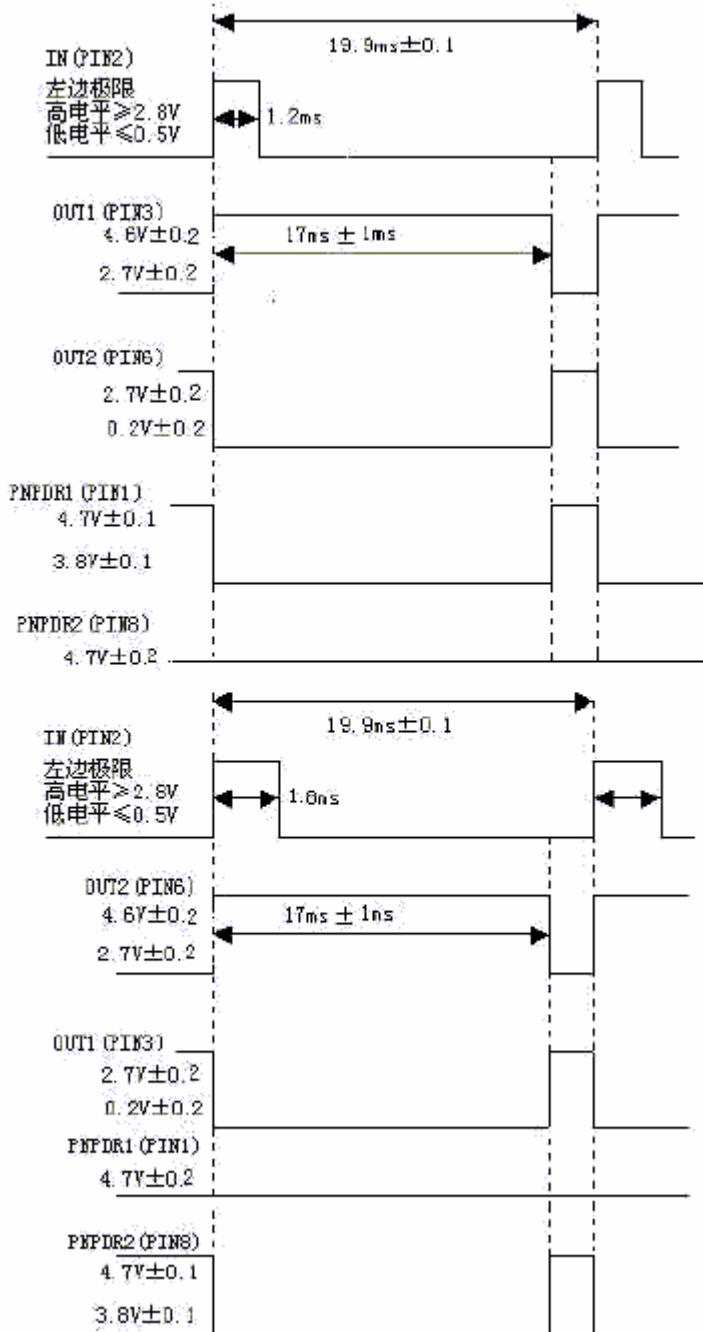 19.9ms±0.1
IN(PIN2)
左边极限
高电平≥2.8V
低电平≤0.5V
1.2ms
OUT1(PIN3)
4.6V±0.2
17ms±1ms
2.7V±0.2
OUT2(PIN6)
2.7V±0.2
0.2V±0.2
PNPDR1(PIN1)
4.7V±0.1
3.8V±0.1
PNPDR2(PIN8)
4.7V±0.2
19.9ms±0.1
IN(PIN2)
左边极限
高电平≥2.8V
低电平≤0.5V
1.8ms
OUT2(PIN6)
4.6V±0.2
17ms±1ms
2.7V±0.2
OUT1(PIN3)
2.7V±0.2
0.2V±0.2
PNPDR1(PIN1)
4.7V±0.2
PNPDR2(PIN8)
4.7V±0.1
3.8V±0.1